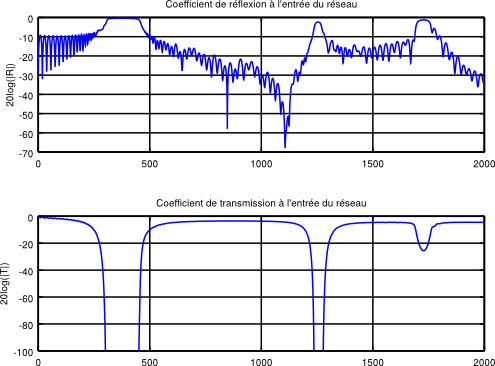 Coefficient de réflexion à l'entrée du réseau
20log(|R|)
0
-10
-20
-30
-40
-50
-60
-70
0 500 1000 1500 2000
Coefficient de transmission à l'entrée du réseau
20log(|T|)
0
-20
-40
-60
-80
-100
0 500 1000 1500 2000